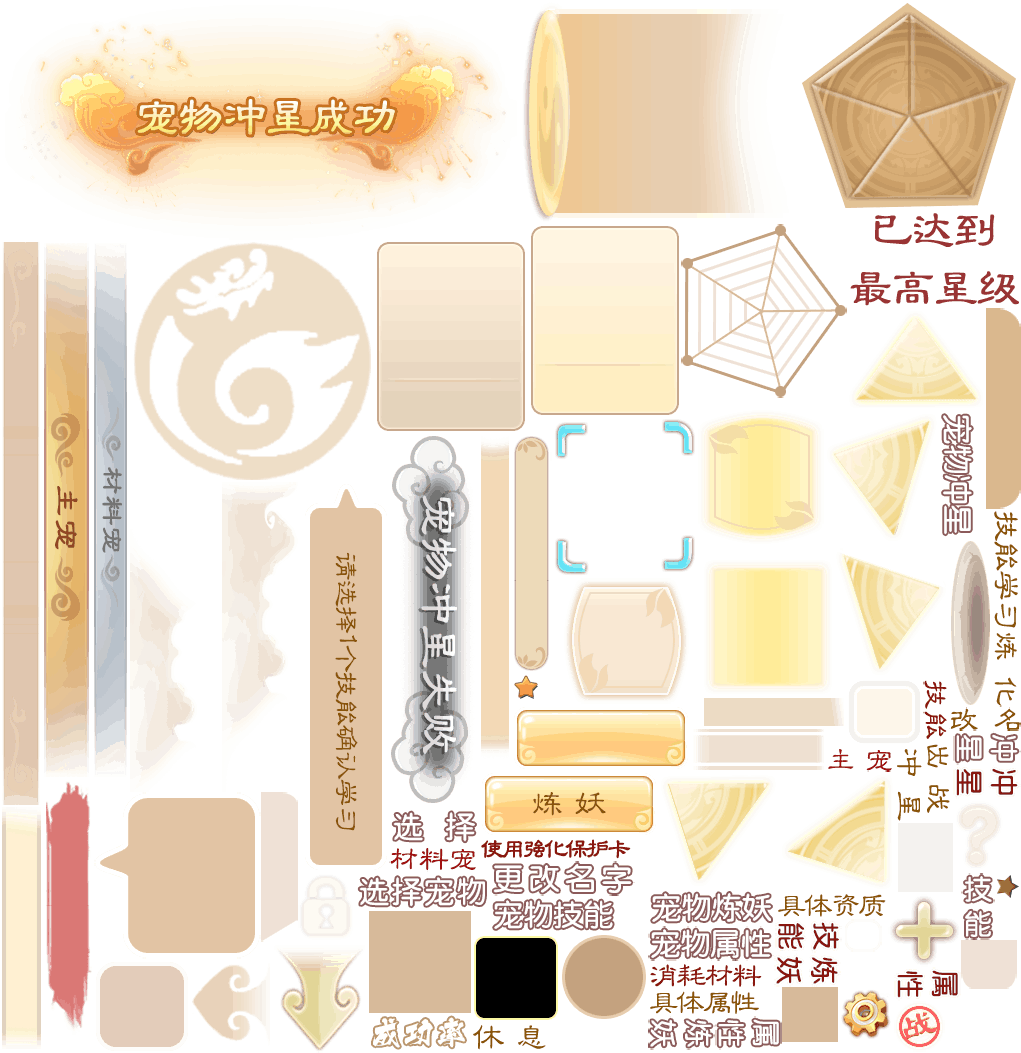 宠物冲星成功
已达到
最高星级
主宠
材料宠
宠物冲星
宠物冲星失败
请选择1个技能确认学习
技能学习炼化
技能
改
冲星
冲星
主宠
冲星
战
炼妖
选择
材料宠
使用强化保护卡
选择宠物
更改名字
宠物技能
技能
宠物炼妖
具体资质
宠物属性
技能
炼妖
消耗材料
具体属性
属性
属性炼妖
成功率
休息
战